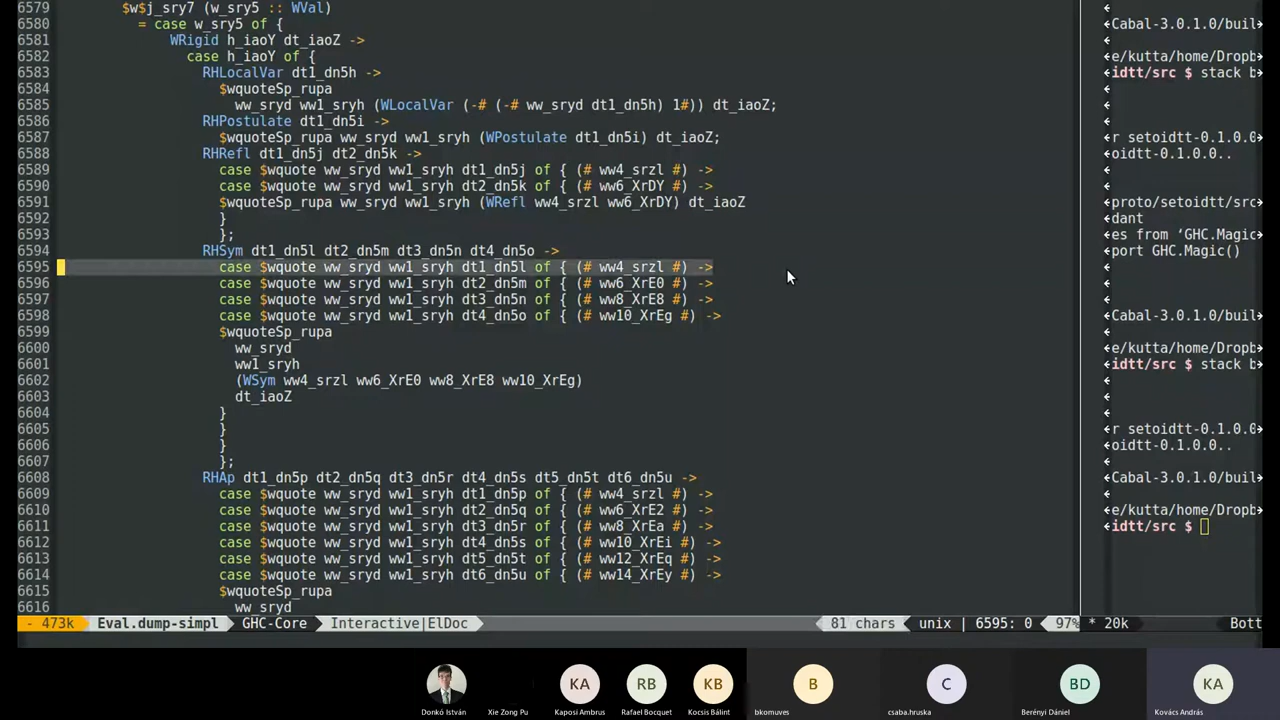 6579 $w$j_sry7 (w_sry5 :: WVal)
6580 = case w_sry5 of {
6581 WRigid h_iaoY dt_iaoZ ->
6582 case h_iaoY of {
6583 RHLocalVar dt1_dn5h ->
6584 $wquoteSp_rupa
6585 ww_sryd ww1_sryh (WLocalVar (-# (-# ww_sryd dt1_dn5h) 1#)) dt_iaoZ;
6586 RHPostulate dt1_dn5i ->
6587 $wquoteSp_rupa ww_sryd ww1_sryh (WPostulate dt1_dn5i) dt_iaoZ;
6588 RHRefl dt1_dn5j dt2_dn5k ->
6589 case $wquote ww_sryd ww1_sryh dt1_dn5j of { (# ww4_srzl #) ->
6590 case $wquote ww_sryd ww1_sryh dt2_dn5k of { (# ww6_XrDY #) ->
6591 $wquoteSp_rupa ww_sryd ww1_sryh (WRefl ww4_srzl ww6_XrDY) dt_iaoZ
6592 }
6593 };
6594 RHSym dt1_dn5l dt2_dn5m dt3_dn5n dt4_dn5o ->
6595 case $wquote ww_sryd ww1_sryh dt1_dn5l of { (# ww4_srzl #) ->
6596 case $wquote ww_sryd ww1_sryh dt2_dn5m of { (# ww6_XrE0 #) ->
6597 case $wquote ww_sryd ww1_sryh dt3_dn5n of { (# ww8_XrE8 #) ->
6598 case $wquote ww_sryd ww1_sryh dt4_dn5o of { (# ww10_XrEg #) ->
6599 $wquoteSp_rupa
6600 ww_sryd
6601 ww1_sryh
6602 (WSym ww4_srzl ww6_XrE0 ww8_XrE8 ww10_XrEg)
6603 dt_iaoZ
6604 }
6605 }
6606 }
6607 };
6608 RHAp dt1_dn5p dt2_dn5q dt3_dn5r dt4_dn5s dt5_dn5t dt6_dn5u ->
6609 case $wquote ww_sryd ww1_sryh dt1_dn5p of { (# ww4_srzl #) ->
6610 case $wquote ww_sryd ww1_sryh dt2_dn5q of { (# ww6_XrE2 #) ->
6611 case $wquote ww_sryd ww1_sryh dt3_dn5r of { (# ww8_XrEa #) ->
6612 case $wquote ww_sryd ww1_sryh dt4_dn5s of { (# ww10_XrEi #) ->
6613 case $wquote ww_sryd ww1_sryh dt5_dn5t of { (# ww12_XrEq #) ->
6614 case $wquote ww_sryd ww1_sryh dt6_dn5u of { (# ww14_XrEy #) ->
6615 $wquoteSp_rupa
6616 ww_sryd
Cabal-3.0.1.0/buil
e/kutta/home/Dropb
idtt/src $ stack b
r setoidtt-0.1.0.0
oidtt-0.1.0.0..
proto/setoidtt/src
dant
es from ‘GHC.Magic
port GHC.Magic()
Cabal-3.0.1.0/buil
e/kutta/home/Dropb
idtt/src $ stack b
r setoidtt-0.1.0.0
oidtt-0.1.0.0..
Cabal-3.0.1.0/buil
e/kutta/home/Dropb
idtt/src $
- 473k Eval.dump-simpl GHC-Core Interactive|ElDoc 81 chars unix | 6595: 0 97% * 20k Bott
KA RB KB B C BD KA
Donkó István Xie Zong Pu Kaposi Ambrus Rafael Bocquet Kocsis Bálint bkomuves csaba.hruska Berényi Dániel Kovács András